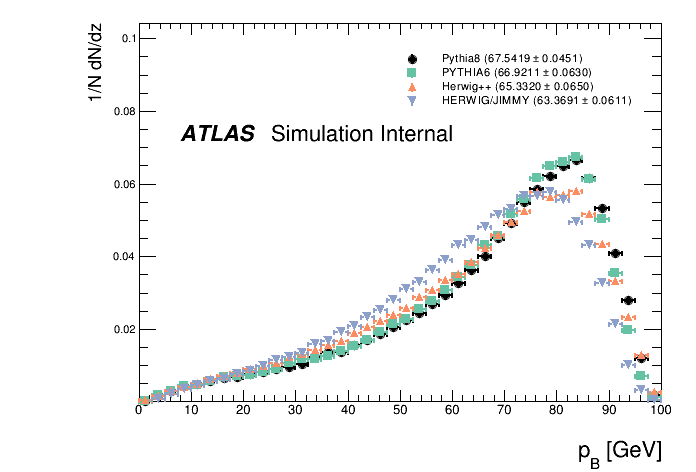 1/N dN/dz
0.1
0.08
0.06
0.04
0.02
Pythia8 (67.5419 ± 0.0451)
PYTHIA6 (66.9211 ± 0.0630)
Herwig++ (65.3320 ± 0.0650)
HERWIG/JIMMY (63.3691 ± 0.0611)
ATLAS Simulation Internal
0 10 20 30 40 50 60 70 80 90 100
p_B [GeV]